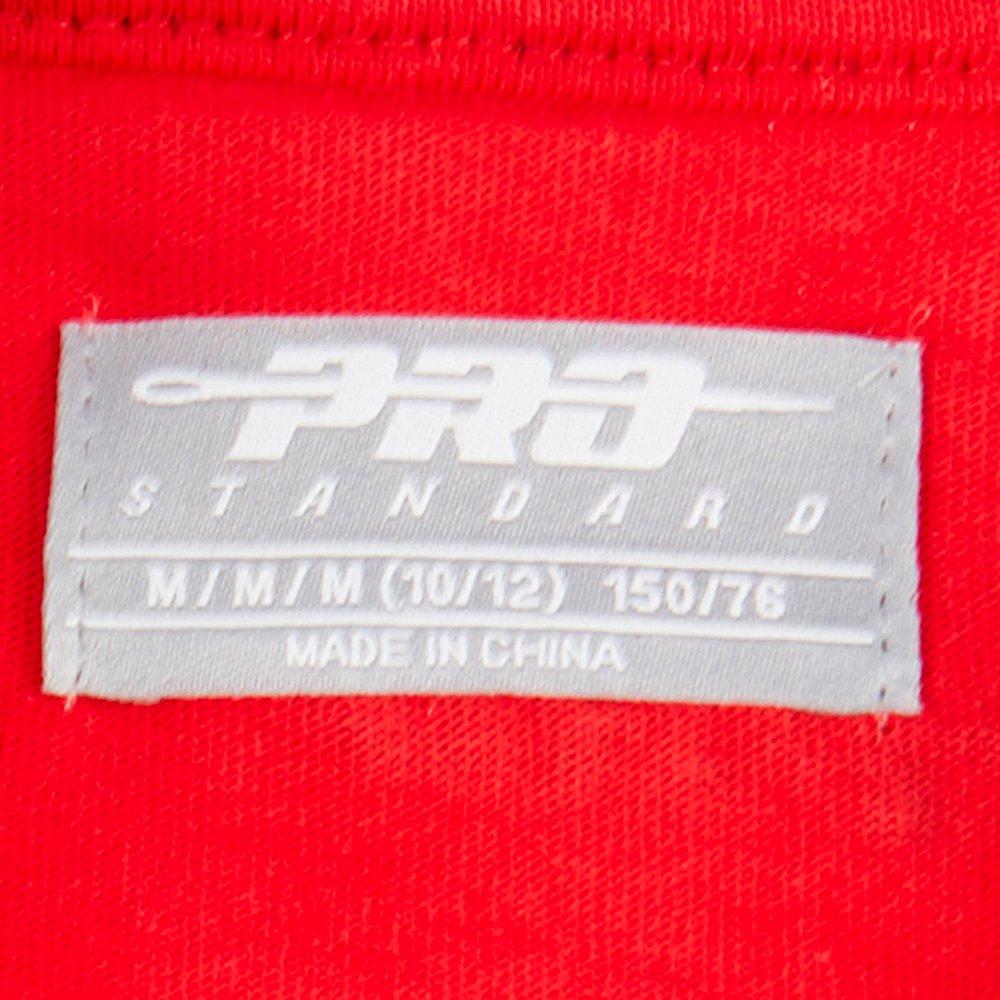 PRO
STANDARD
M/M/M (10/12) 150/76
MADE IN CHINA